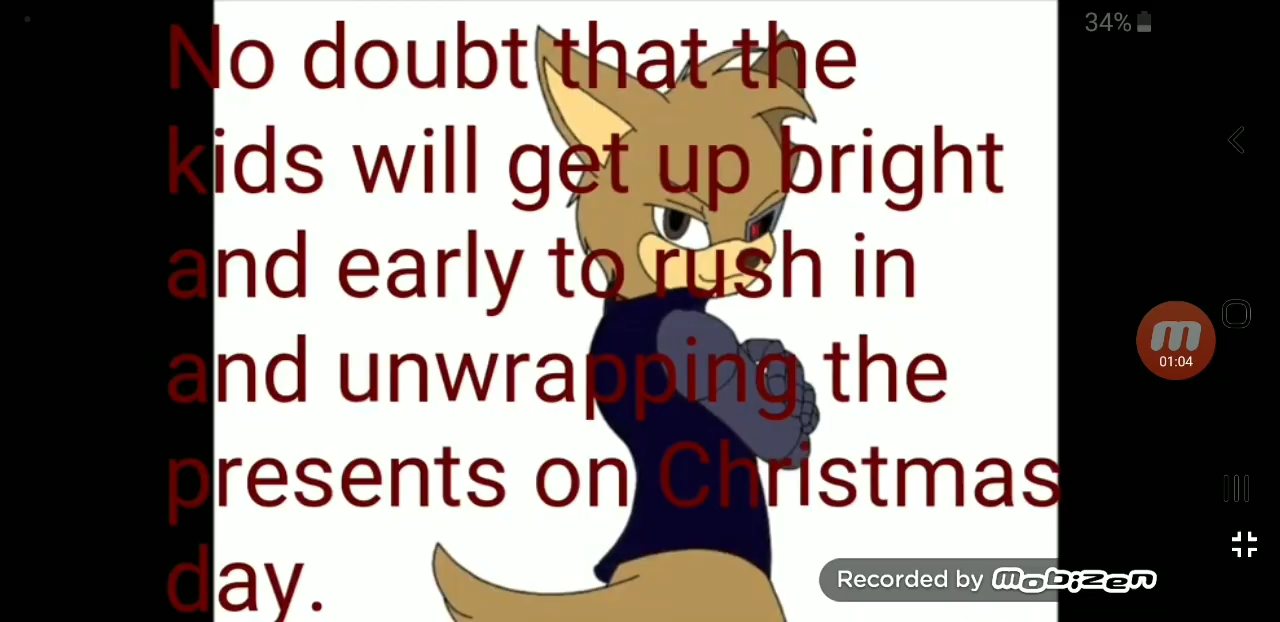 No doubt that the
34%
kids will get up bright
and early to rush in
01:04
and unwrapping the
presents on Christmas
day.
Recorded by mobizen